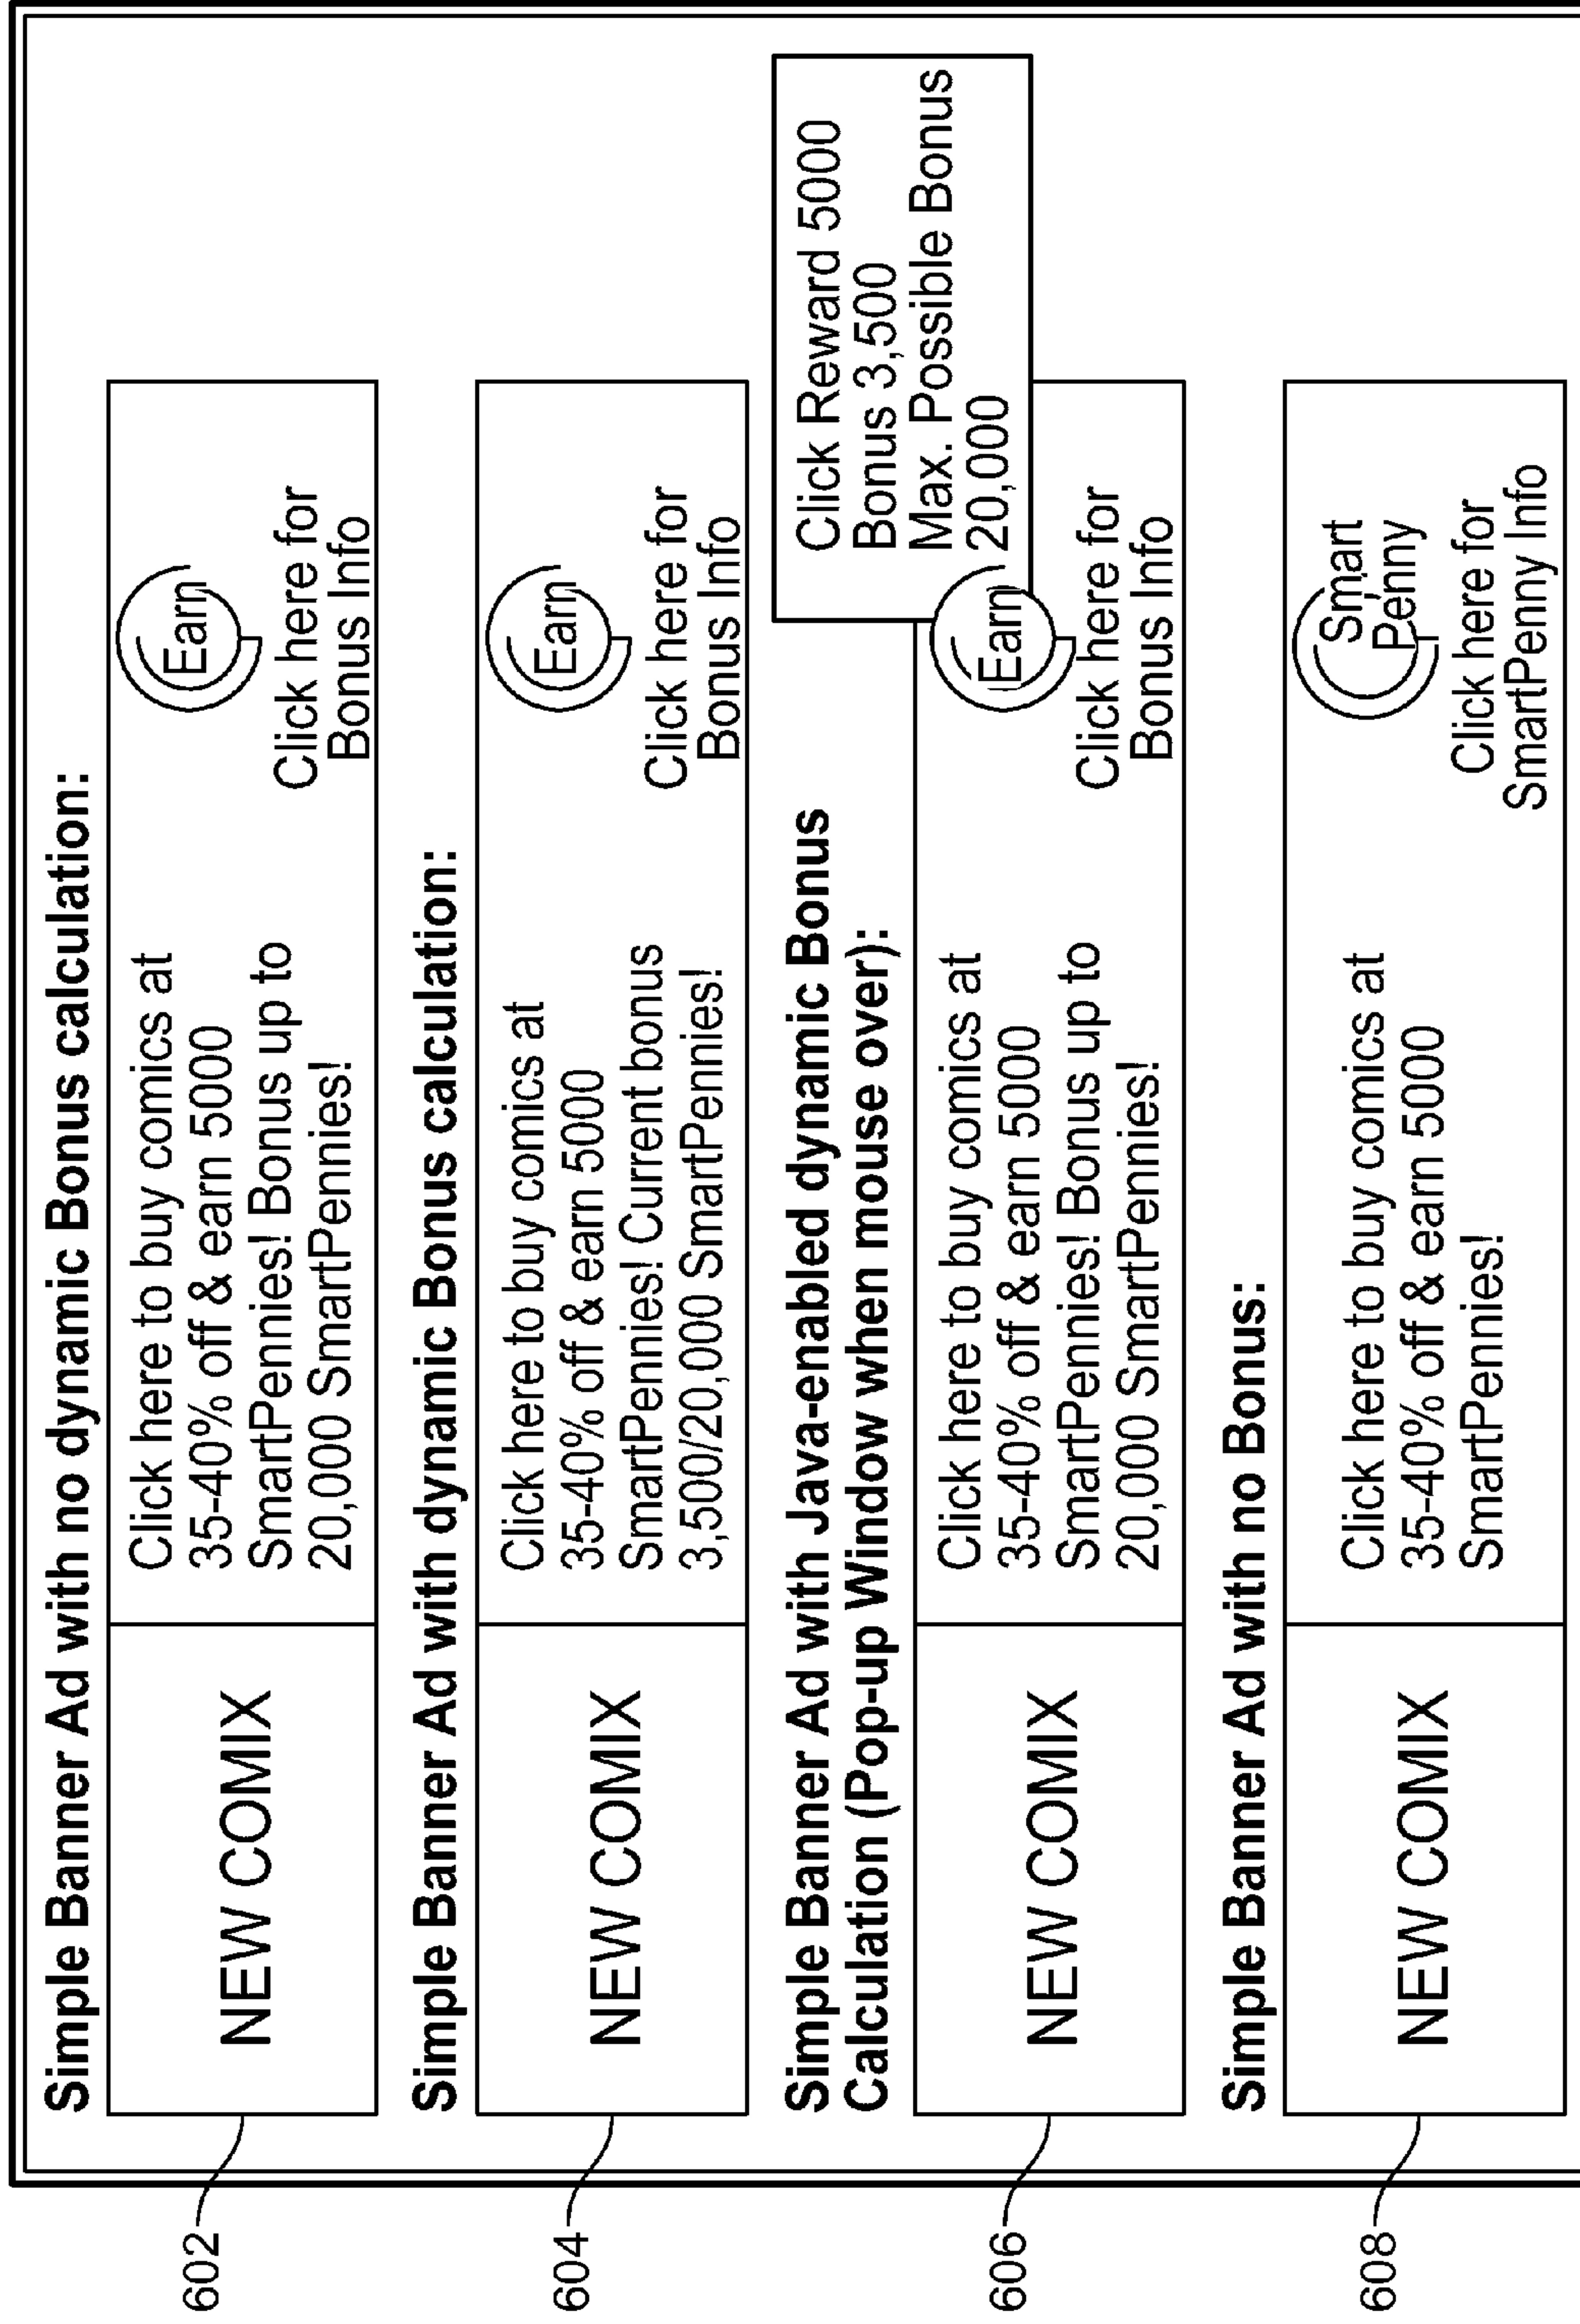 Simple Banner Ad with no dynamic Bonus calculation:
602
NEW COMIX
Click here to buy comics at
35-40% off & earn 5000
SmartPennies! Bonus up to
20,000 SmartPennies!
Earn
Click here for
Bonus Info
Simple Banner Ad with dynamic Bonus calculation:
604
NEW COMIX
Click here to buy comics at
35-40% off & earn 5000
SmartPennies! Current bonus
3,500/20,000 SmartPennies!
Earn
Click here for
Bonus Info
Simple Banner Ad with Java-enabled dynamic Bonus
Calculation (Pop-up Window when mouse over):
Click Reward 5000
Bonus 3,500
Max. Possible Bonus
20,000
606
NEW COMIX
Click here to buy comics at
35-40% off & earn 5000
SmartPennies! Bonus up to
20,000 SmartPennies!
Earn
Click here for
Bonus Info
Simple Banner Ad with no Bonus:
608
NEW COMIX
Click here to buy comics at
35-40% off & earn 5000
SmartPennies!
Smart
Penny
Click here for
SmartPenny Info